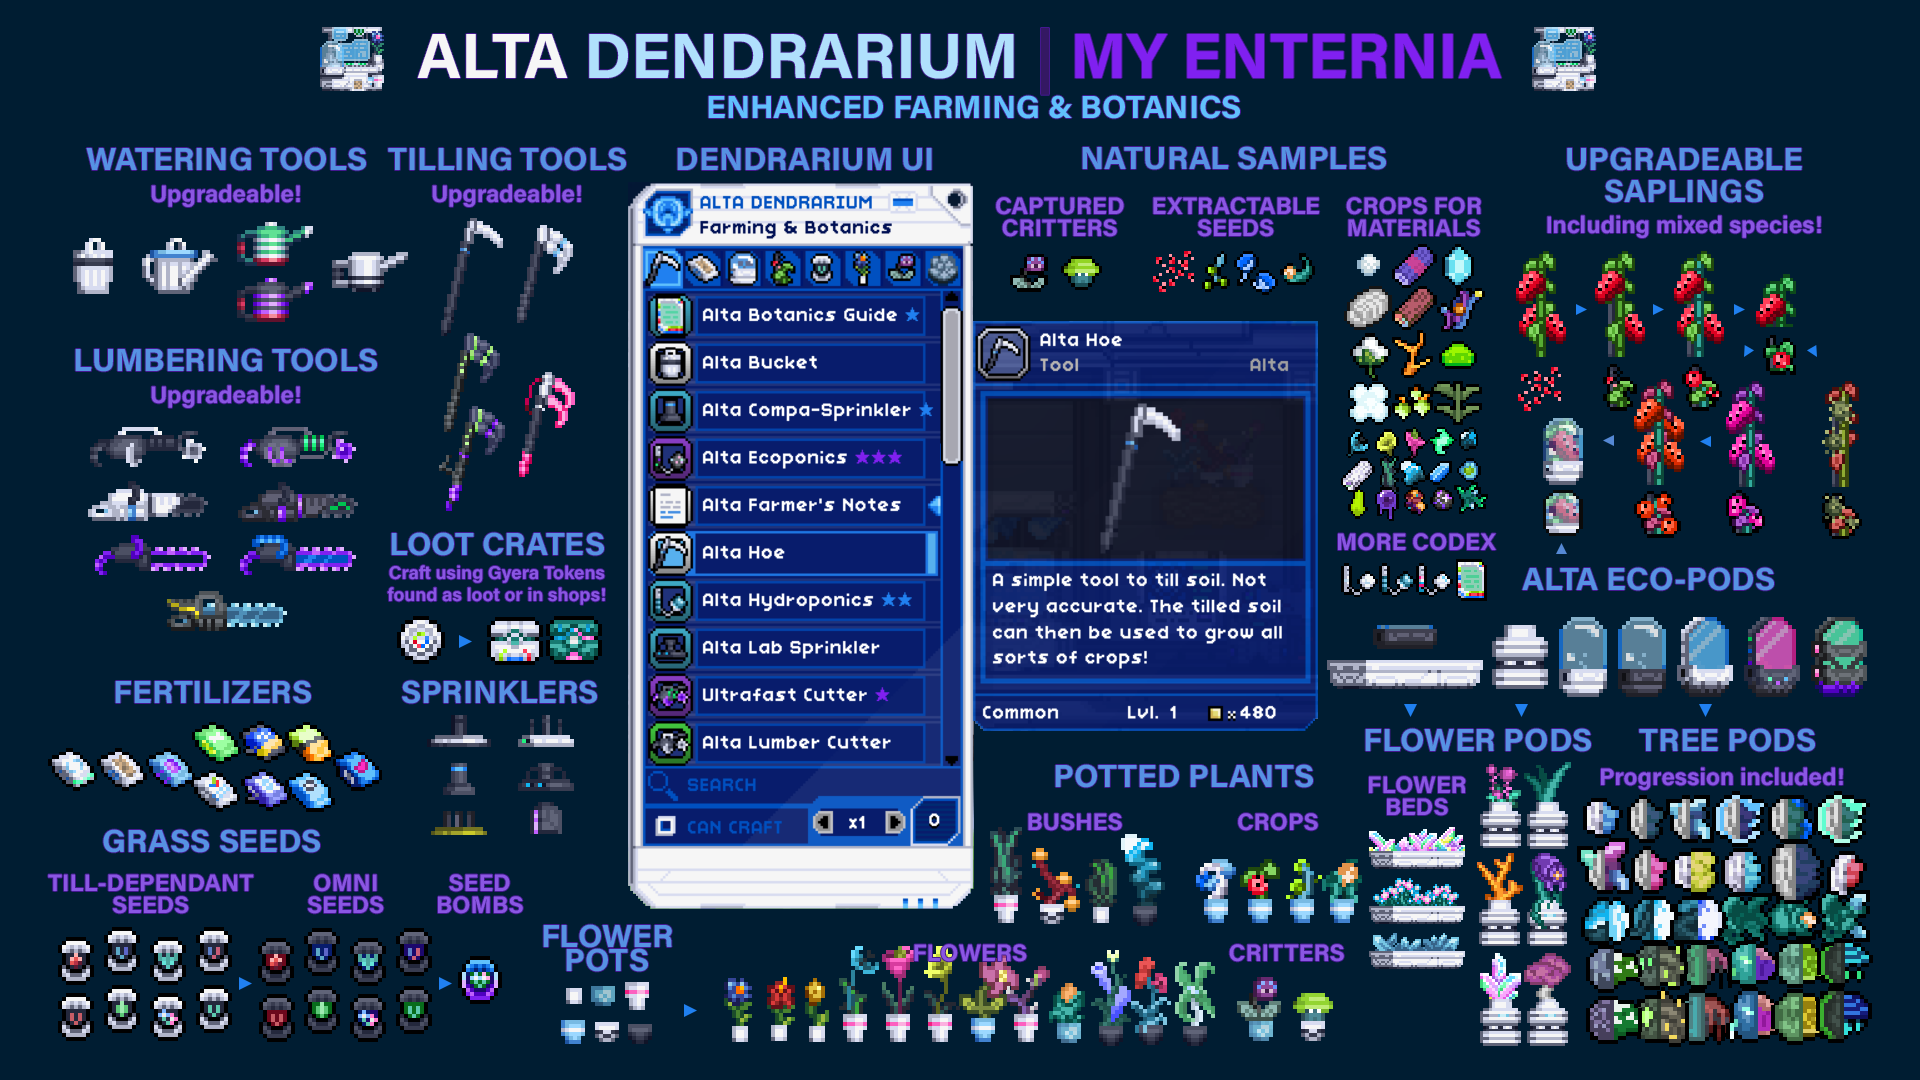 ALTA DENDRARIUM | MY ENTERNIA
ENHANCED FARMING & BOTANICS
WATERING TOOLS
Upgradeable!
TILLING TOOLS
Upgradeable!
LUMBERING TOOLS
Upgradeable!
LOOT CRATES
Craft using Gyera Tokens
found as loot or in shops!
FERTILIZERS
SPRINKLERS
GRASS SEEDS
TILL-DEPENDANT
SEEDS
OMNI
SEEDS
SEED
BOMBS
DENDRARIUM UI
ALTA DENDRARIUM
Farming & Botanics
Alta Botanics Guide ★
Alta Bucket
Alta Compa-Sprinkler ★
Alta Ecoponics ★★★
Alta Farmer's Notes
Alta Hoe
Alta Hydroponics ★★
Alta Lab Sprinkler
Ultrafast Cutter ★
Alta Lumber Cutter
SEARCH
CAN CRAFT
x1
0
NATURAL SAMPLES
CAPTURED
CRITTERS
EXTRACTABLE
SEEDS
CROPS FOR
MATERIALS
Alta Hoe
Tool
Alta
A simple tool to till soil. Not
very accurate. The tilled soil
can then be used to grow all
sorts of crops!
Common
Lvl. 1
x480
MORE CODEX
UPGRADEABLE
SAPLINGS
Including mixed species!
ALTA ECO-PODS
FLOWER PODS
FLOWER
BEDS
TREE PODS
Progression included!
POTTED PLANTS
BUSHES
CROPS
FLOWER
POTS
FLOWERS
CRITTERS